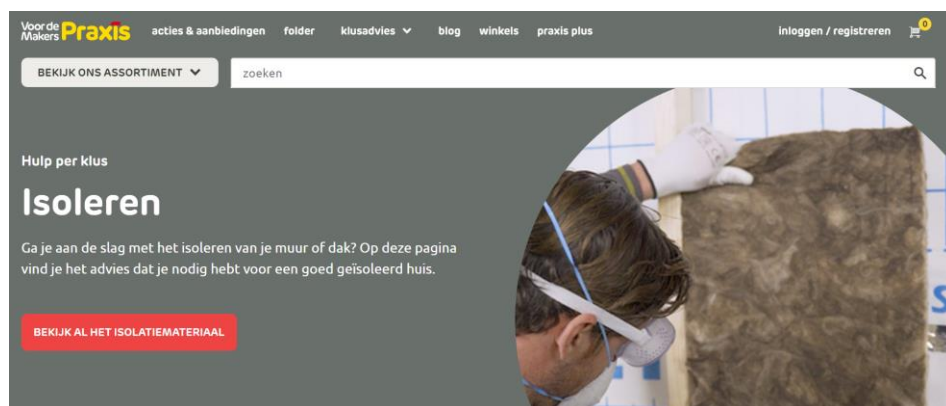 Voor de
Makers Praxis
acties & aanbiedingen folder klusadvies blog winkels praxis plus inloggen / registreren 0
BEKIJK ONS ASSORTIMENT zoeken
Hulp per klus
Isoleren
Ga je aan de slag met het isoleren van je muur of dak? Op deze pagina
vind je het advies dat je nodig hebt voor een goed geïsoleerd huis.
BEKIJK AL HET ISOLATIEMATERIAAL